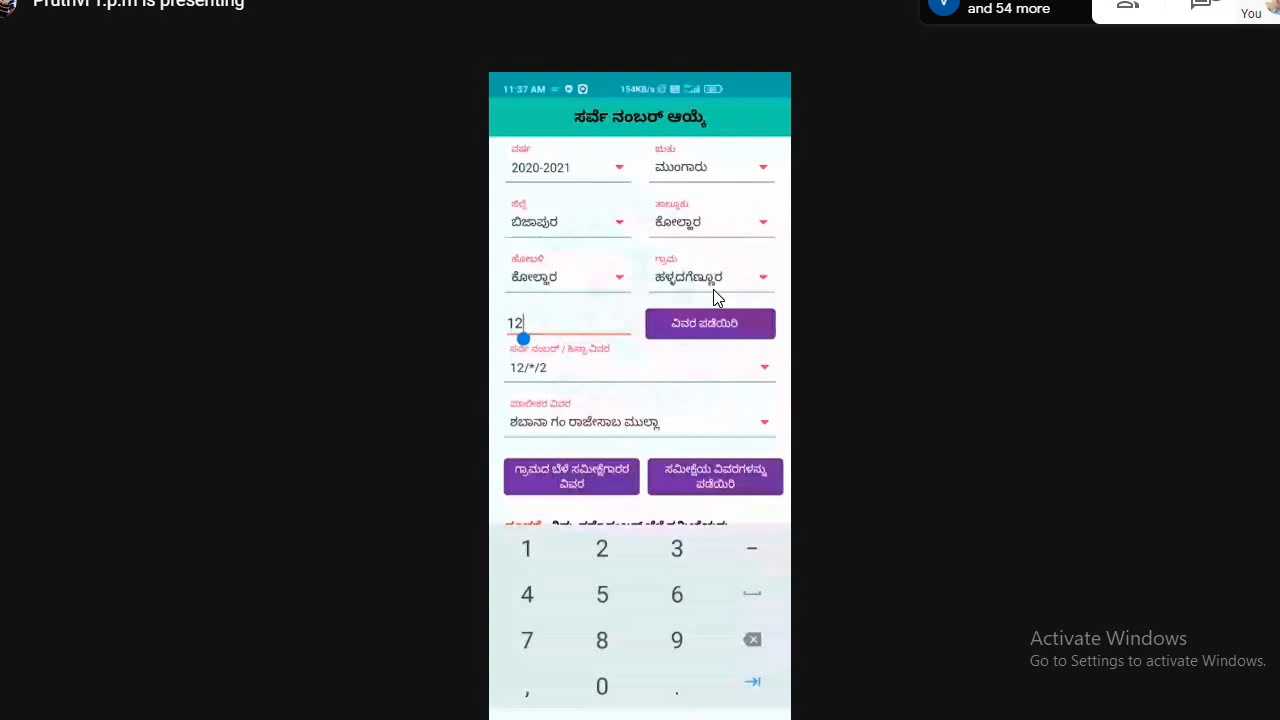 Pruthvi T.p.m is presenting
V
and 54 more
You
11:37 AM
154KB/s
ಸರ್ವೆ ನಂಬರ್ ಆಯ್ಕೆ
ವರ್ಷ ಋತು
2020-2021 ಮುಂಗಾರು
ಜಿಲ್ಲೆ ತಾಲ್ಲೂಕು
ಬಿಜಾಪುರ ಕೋಲ್ಹಾರ
ಹೋಬಳಿ ಗ್ರಾಮ
ಕೋಲ್ಹಾರ ಹಳ್ಳದಗೆಣ್ಣೂರ
12 ವಿವರ ಪಡೆಯಿರಿ
ಸರ್ವೆ ನಂಬರ್ / ಹಿಸ್ಸಾ ವಿವರ
12/*/2
ಮಾಲೀಕರ ವಿವರ
ಶಬಾನಾ ಗಂ ರಾಜೇಸಾಬ ಮುಲ್ಲಾ
ಗ್ರಾಮದ ಬೆಳೆ ಸಮೀಕ್ಷೆಗಾರರ ಸಮೀಕ್ಷೆಯ ವಿವರಗಳನ್ನು
ವಿವರ ಪಡೆಯಿರಿ
1 2 3 -
4 5 6
7 8 9
, 0 .
Activate Windows
Go to Settings to activate Windows.